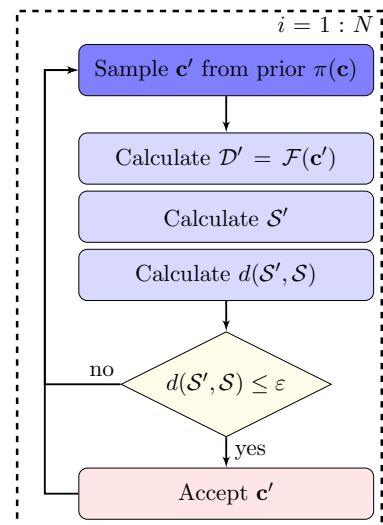 i = 1 : N
Sample c′ from prior π(c)
Calculate 𝒟′ = ℱ(c′)
Calculate 𝒮′
Calculate d(𝒮′, 𝒮)
no
d(𝒮′, 𝒮) ≤ ε
yes
Accept c′